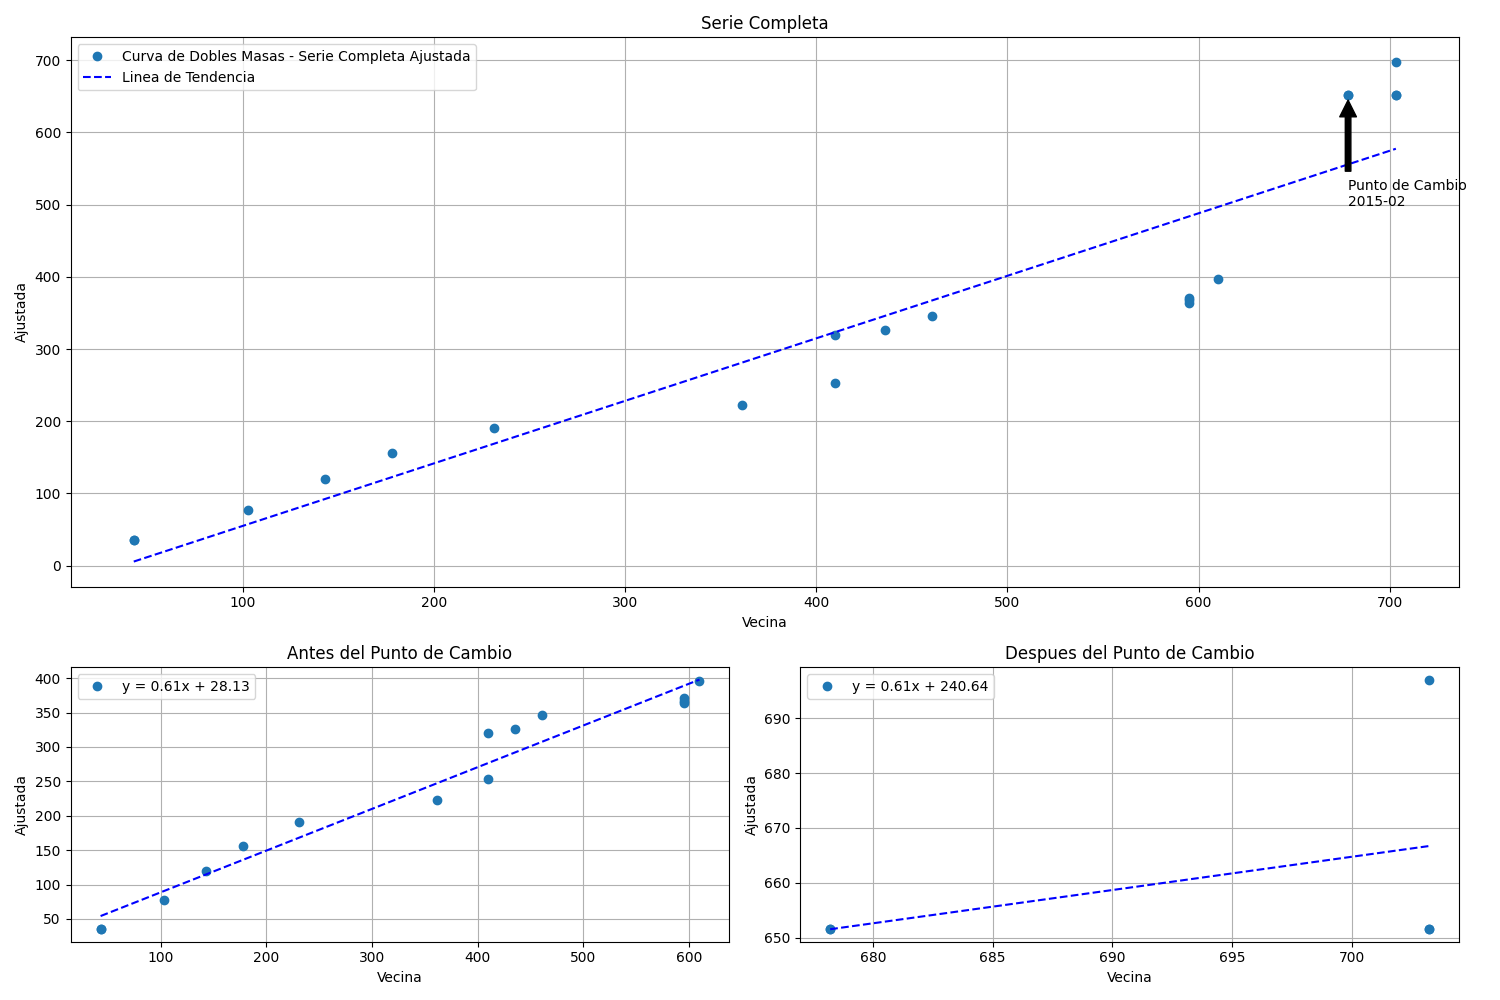 Serie Completa
Curva de Dobles Masas - Serie Completa Ajustada
Linea de Tendencia
700
600
500
400
300
200
100
0
Ajustada
Punto de Cambio
2015-02
100
200
300
400
500
600
700
Vecina
Antes del Punto de Cambio
y = 0.61x + 28.13
400
350
300
250
200
150
100
50
Ajustada
100
200
300
400
500
600
Vecina
Despues del Punto de Cambio
y = 0.61x + 240.64
690
680
670
660
650
Ajustada
680
685
690
695
700
Vecina